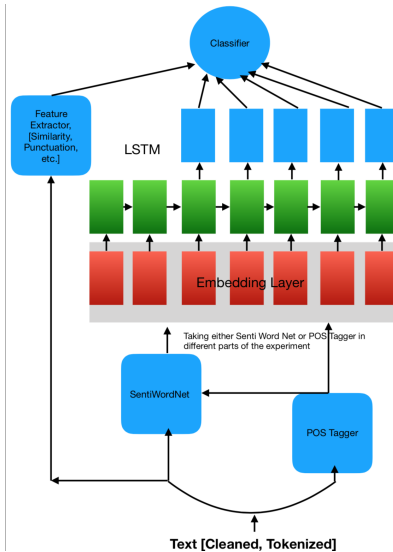 Classifier
Feature
Extractor,
[Similarity,
Punctuation,
etc.]
LSTM
Embedding Layer
Taking either Senti Word Net or POS Tagger in
different parts of the experiment
SentiWordNet
POS Tagger
Text [Cleaned, Tokenized]